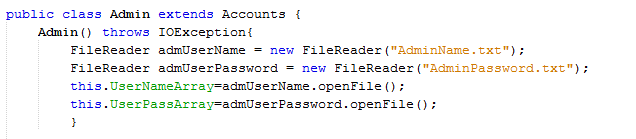 public class Admin extends Accounts {
    Admin() throws IOException{
        FileReader admUserName = new FileReader("AdminName.txt");
        FileReader admUserPassword = new FileReader("AdminPassword.txt");
        this.UserNameArray=admUserName.openFile();
        this.UserPassArray=admUserPassword.openFile();
        }